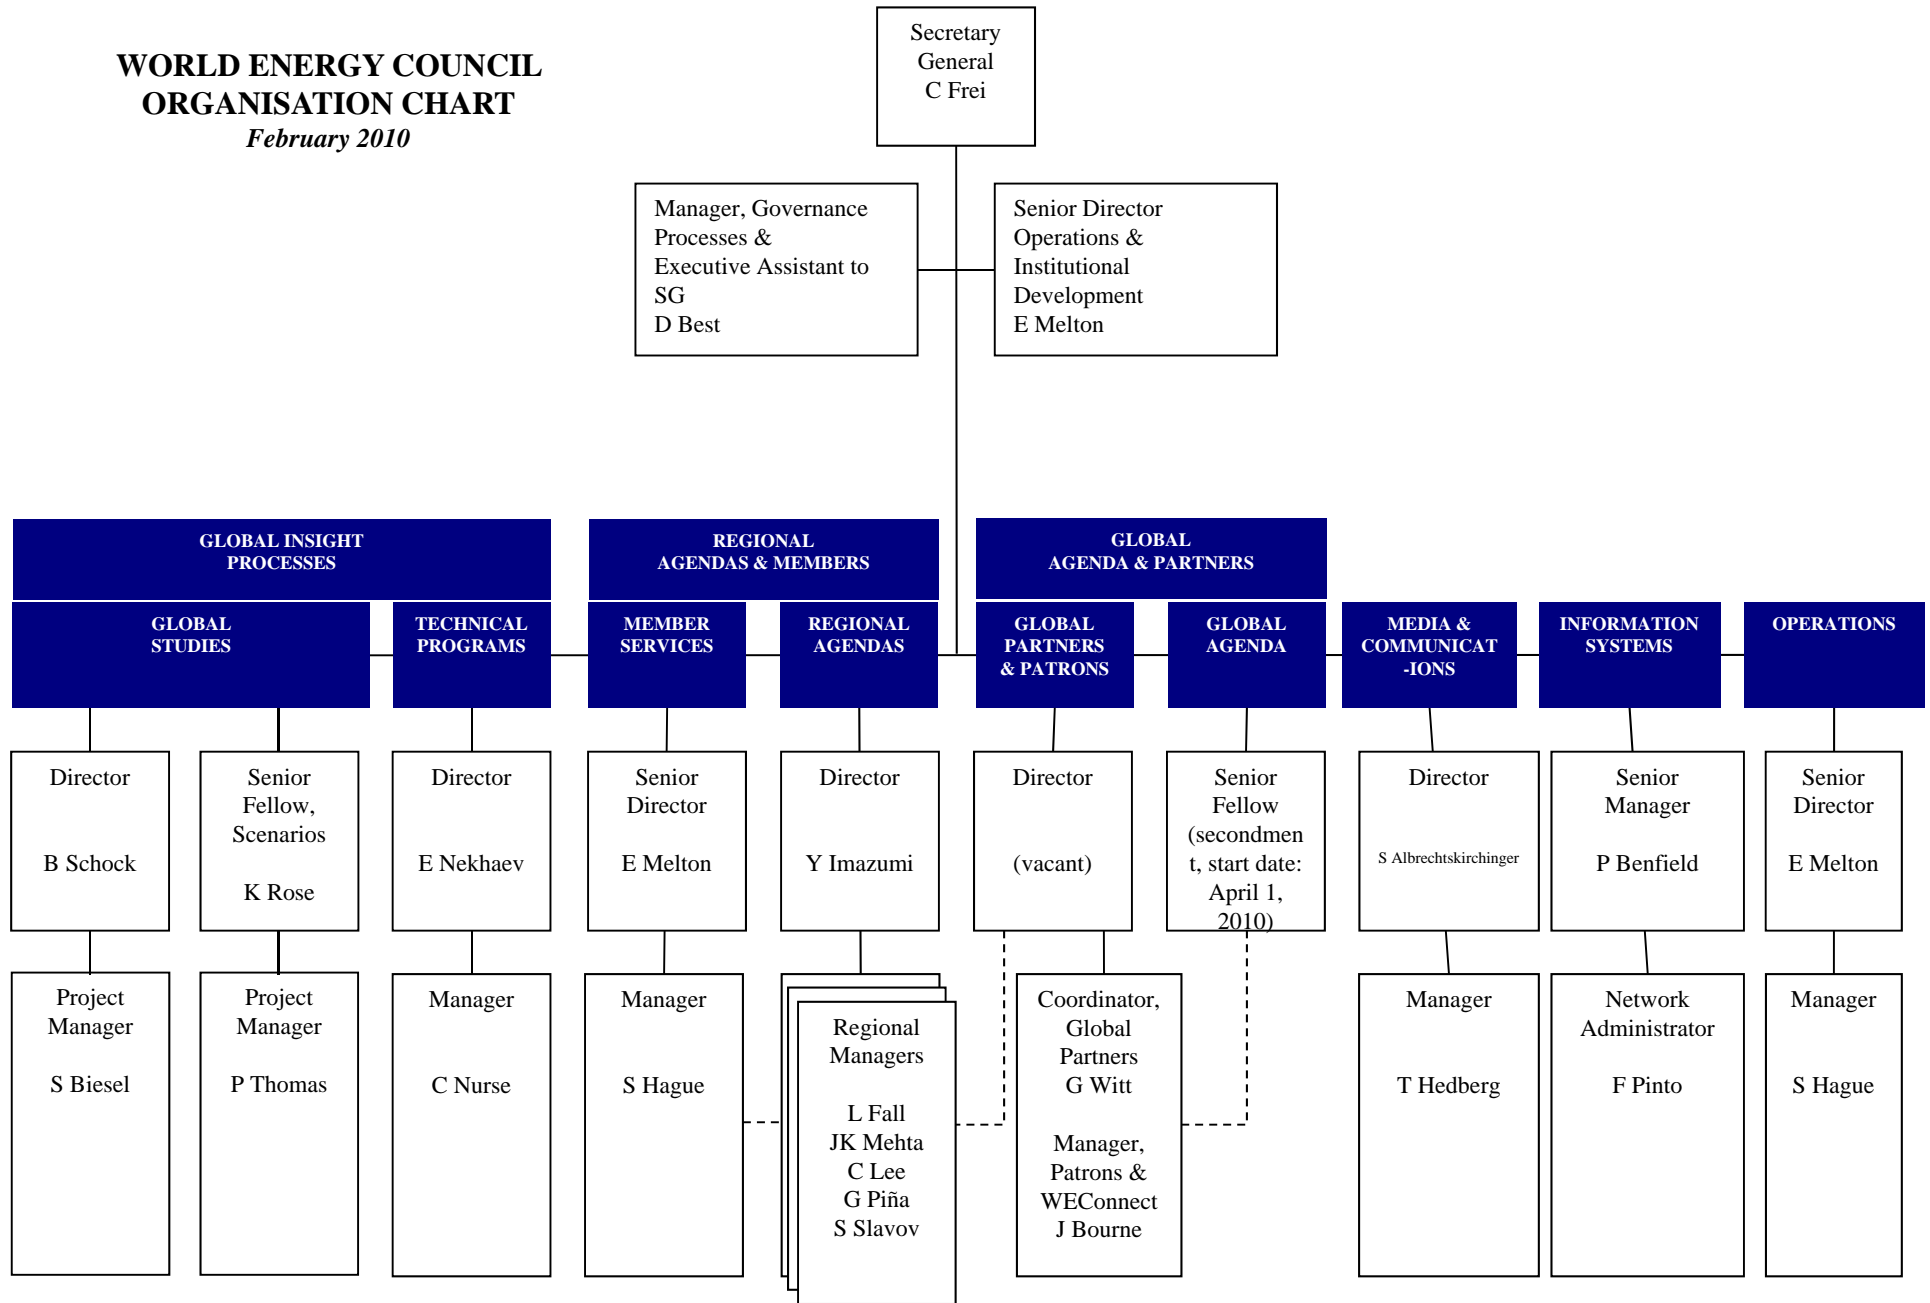 WORLD ENERGY COUNCIL
ORGANISATION CHART
February 2010
Secretary
General
C Frei
Manager, Governance
Processes &
Executive Assistant to
SG
D Best
Senior Director
Operations &
Institutional
Development
E Melton
GLOBAL INSIGHT
PROCESSES
REGIONAL
AGENDAS & MEMBERS
GLOBAL
AGENDA & PARTNERS
GLOBAL
STUDIES
TECHNICAL
PROGRAMS
MEMBER
SERVICES
REGIONAL
AGENDAS
GLOBAL
PARTNERS
& PATRONS
GLOBAL
AGENDA
MEDIA &
COMMUNICAT
-IONS
INFORMATION
SYSTEMS
OPERATIONS
Director
B Schock
Senior
Fellow,
Scenarios
K Rose
Director
E Nekhaev
Senior
Director
E Melton
Director
Y Imazumi
Director
(vacant)
Senior
Fellow
(secondmen
t, start date:
April 1,
2010)
Director
S Albrechtskirchinger
Senior
Manager
P Benfield
Senior
Director
E Melton
Project
Manager
S Biesel
Project
Manager
P Thomas
Manager
C Nurse
Manager
S Hague
Regional
Managers
L Fall
JK Mehta
C Lee
G Piña
S Slavov
Coordinator,
Global
Partners
G Witt
Manager,
Patrons &
WEConnect
J Bourne
Manager
T Hedberg
Network
Administrator
F Pinto
Manager
S Hague